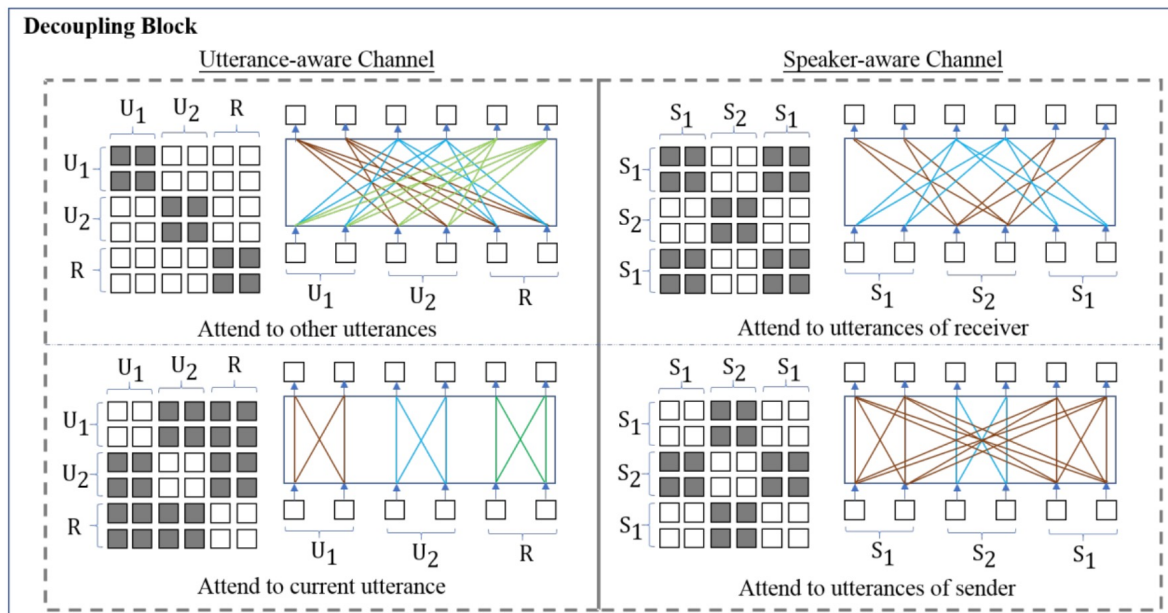 Decoupling Block
Utterance-aware Channel
Speaker-aware Channel
U1 U2 R
U1
U2
R
U1 U2 R
Attend to other utterances
S1 S2 S1
S1
S2
S1
S1 S2 S1
Attend to utterances of receiver
U1 U2 R
U1
U2
R
U1 U2 R
Attend to current utterance
S1 S2 S1
S1
S2
S1
S1 S2 S1
Attend to utterances of sender